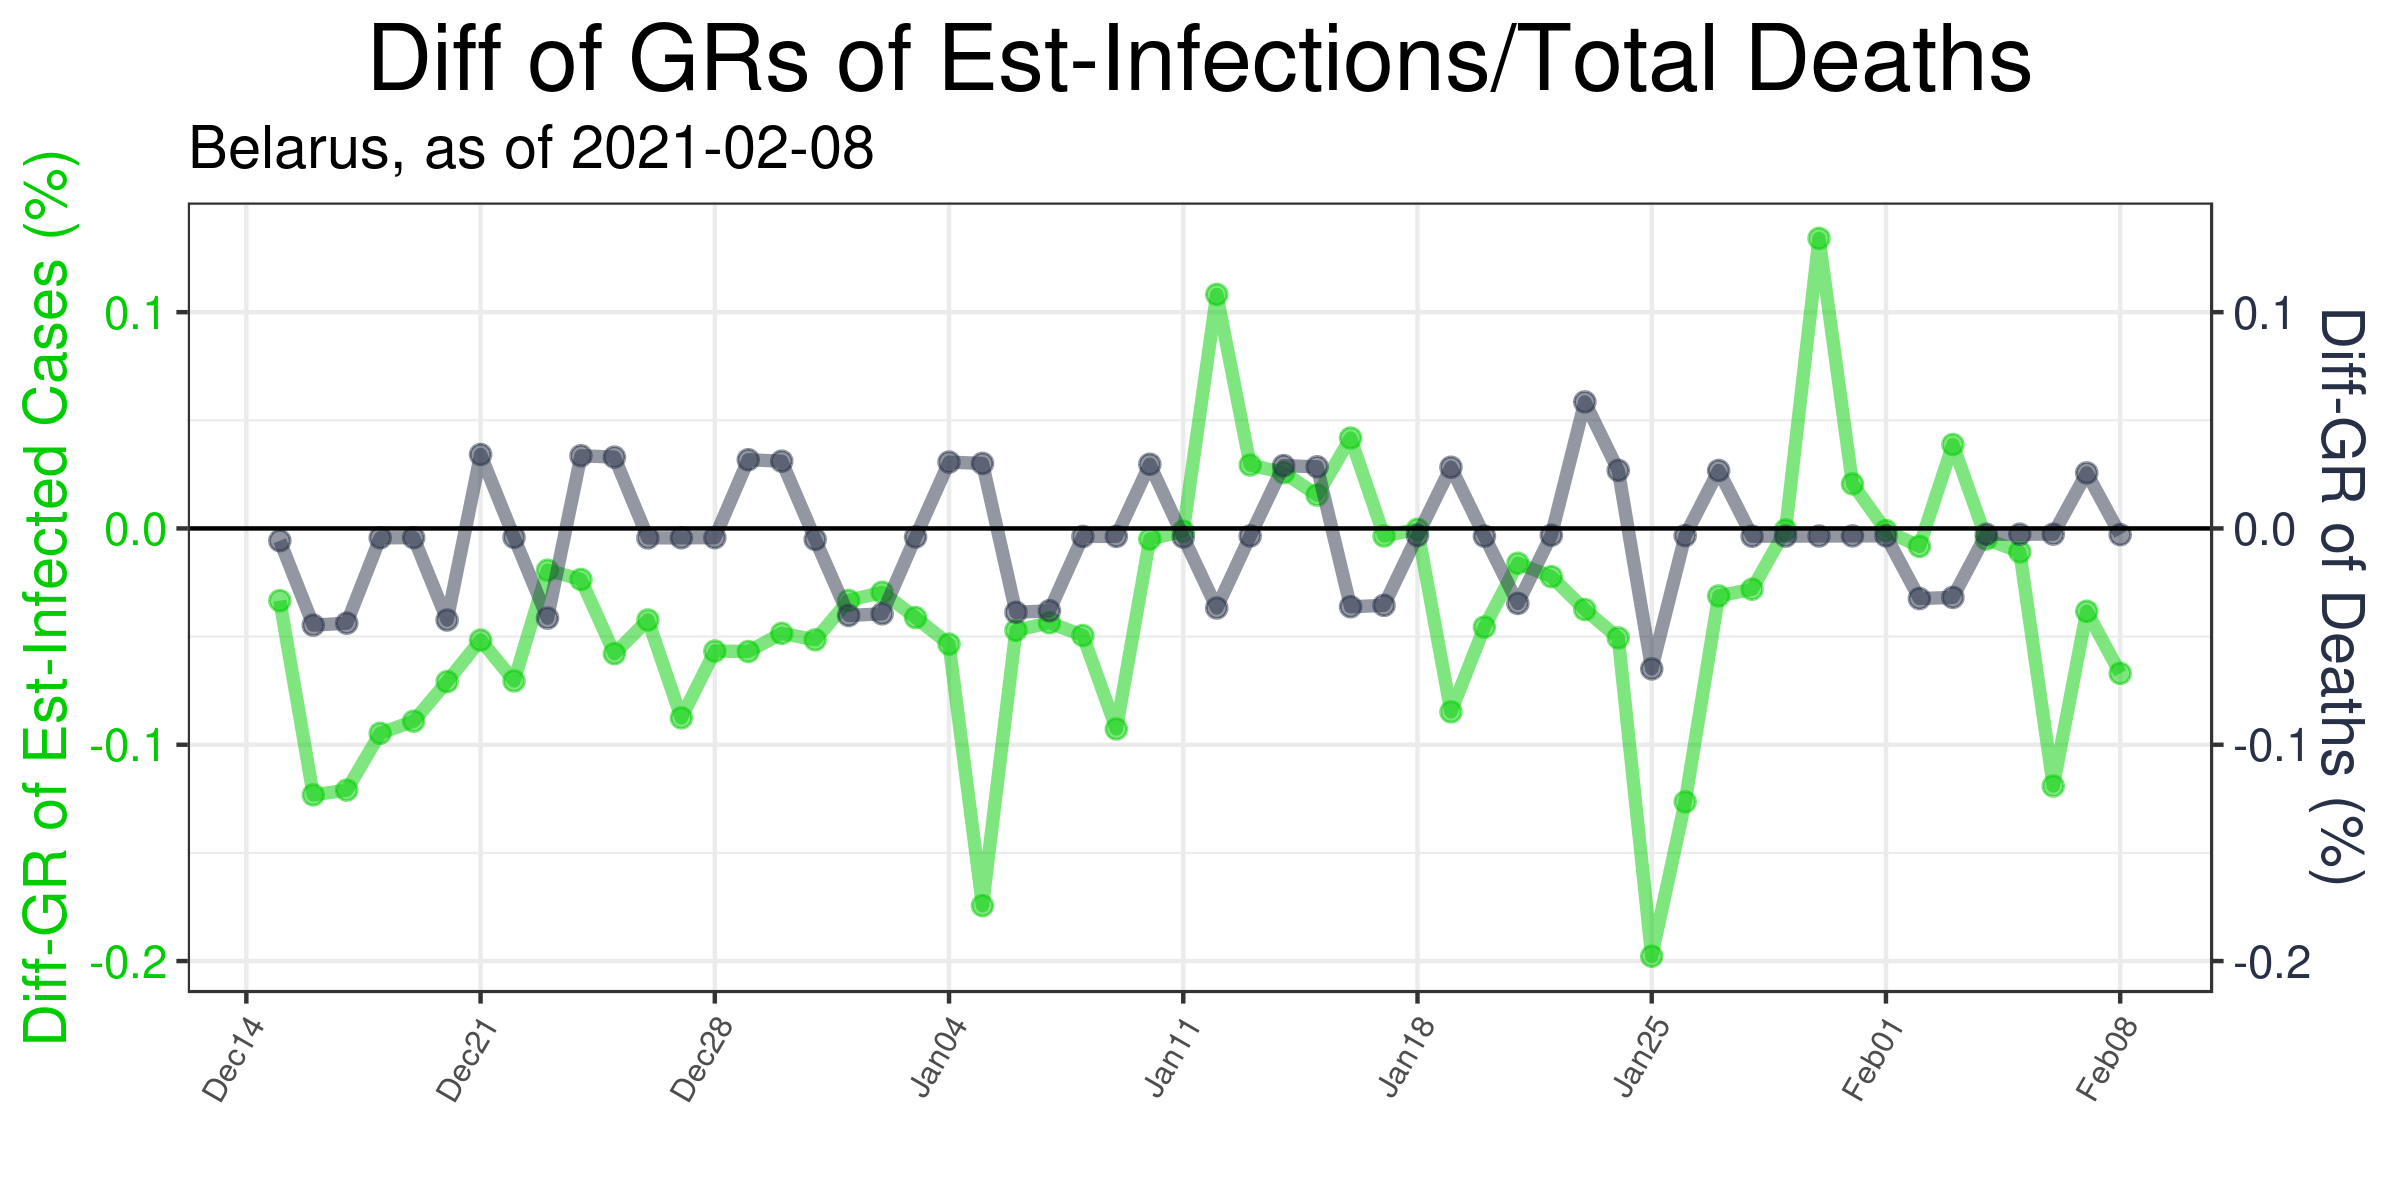 Diff of GRs of Est-Infections/Total Deaths
Belarus, as of 2021-02-08
Diff-GR of Est-Infected Cases (%)
0.1
0.0
-0.1
-0.2
0.1
0.0
-0.1
-0.2
Diff-GR of Deaths (%)
Dec14
Dec21
Dec28
Jan04
Jan11
Jan18
Jan25
Feb01
Feb08